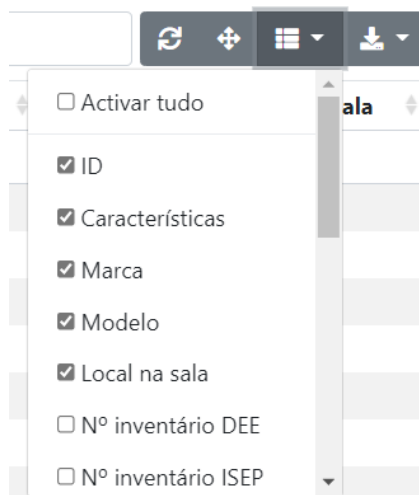 Activar tudo
ala
ID
Características
Marca
Modelo
Local na sala
Nº inventário DEE
Nº inventário ISEP